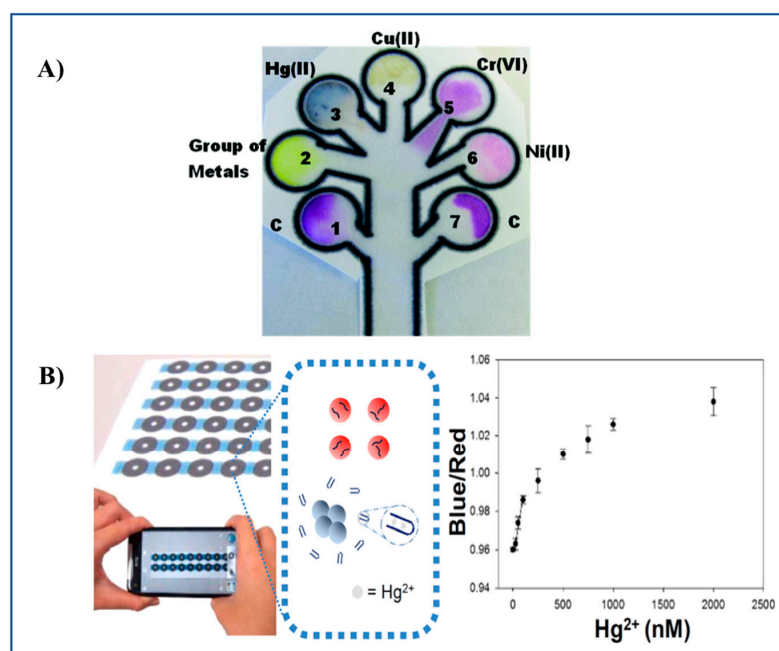 A)
Cu(II)
Hg(II)
Cr(VI)
4
3
5
Group of
Metals
2
6
Ni(II)
C
1
7
C
B)
= Hg²⁺
Blue/Red
1.06
1.04
1.02
1.00
0.98
0.96
0.94
0
500
1000
1500
2000
2500
Hg²⁺ (nM)